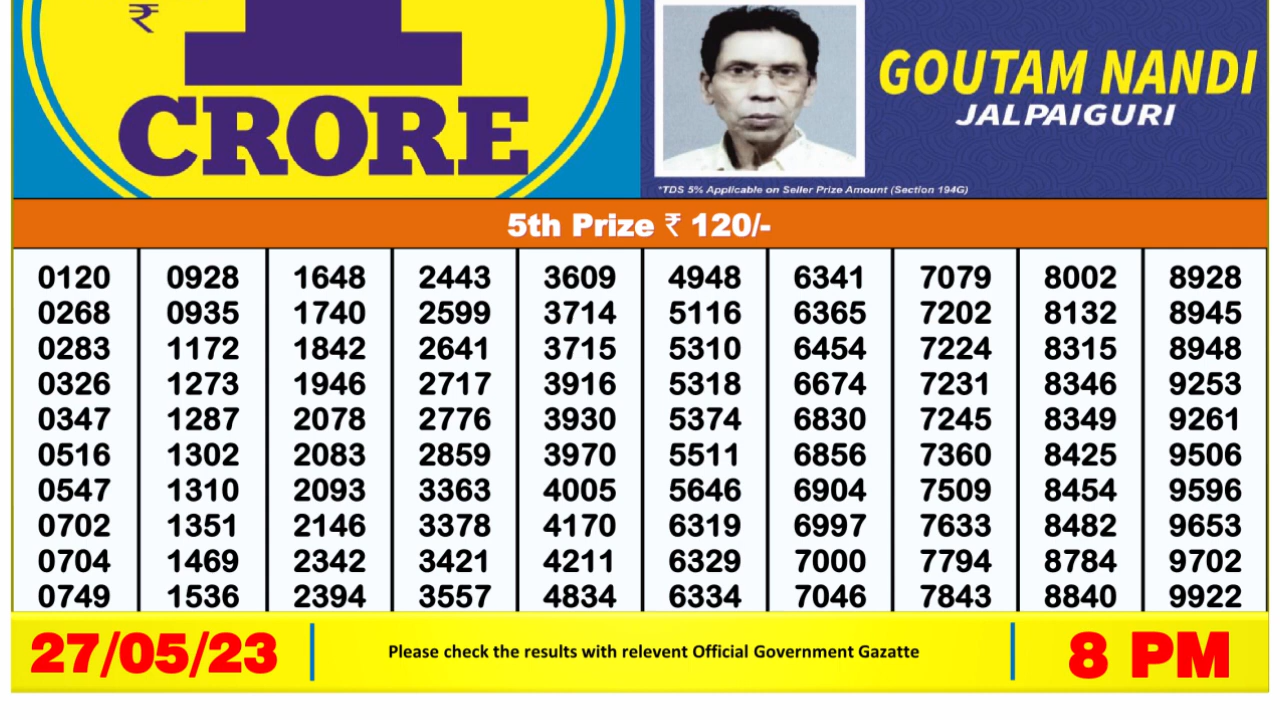 ₹
1
CRORE
GOUTAM NANDI
JALPAIGURI
*TDS 5% Applicable on Seller Prize Amount (Section 194G)
5th Prize ₹ 120/-
0120 0928 1648 2443 3609 4948 6341 7079 8002 8928
0268 0935 1740 2599 3714 5116 6365 7202 8132 8945
0283 1172 1842 2641 3715 5310 6454 7224 8315 8948
0326 1273 1946 2717 3916 5318 6674 7231 8346 9253
0347 1287 2078 2776 3930 5374 6830 7245 8349 9261
0516 1302 2083 2859 3970 5511 6856 7360 8425 9506
0547 1310 2093 3363 4005 5646 6904 7509 8454 9596
0702 1351 2146 3378 4170 6319 6997 7633 8482 9653
0704 1469 2342 3421 4211 6329 7000 7794 8784 9702
0749 1536 2394 3557 4834 6334 7046 7843 8840 9922
27/05/23
Please check the results with relevent Official Government Gazatte
8 PM